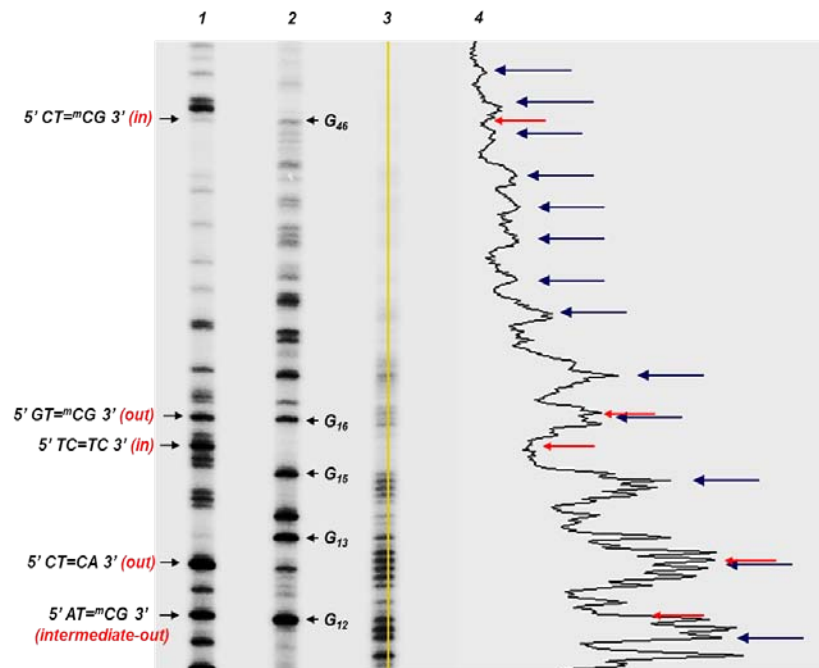 1 2 3 4
5' CT=ᵐCG 3' (in)
G₄₆
5' GT=ᵐCG 3' (out)
G₁₆
5' TC=TC 3' (in)
G₁₅
G₁₃
5' CT=CA 3' (out)
5' AT=ᵐCG 3'
(intermediate-out)
G₁₂